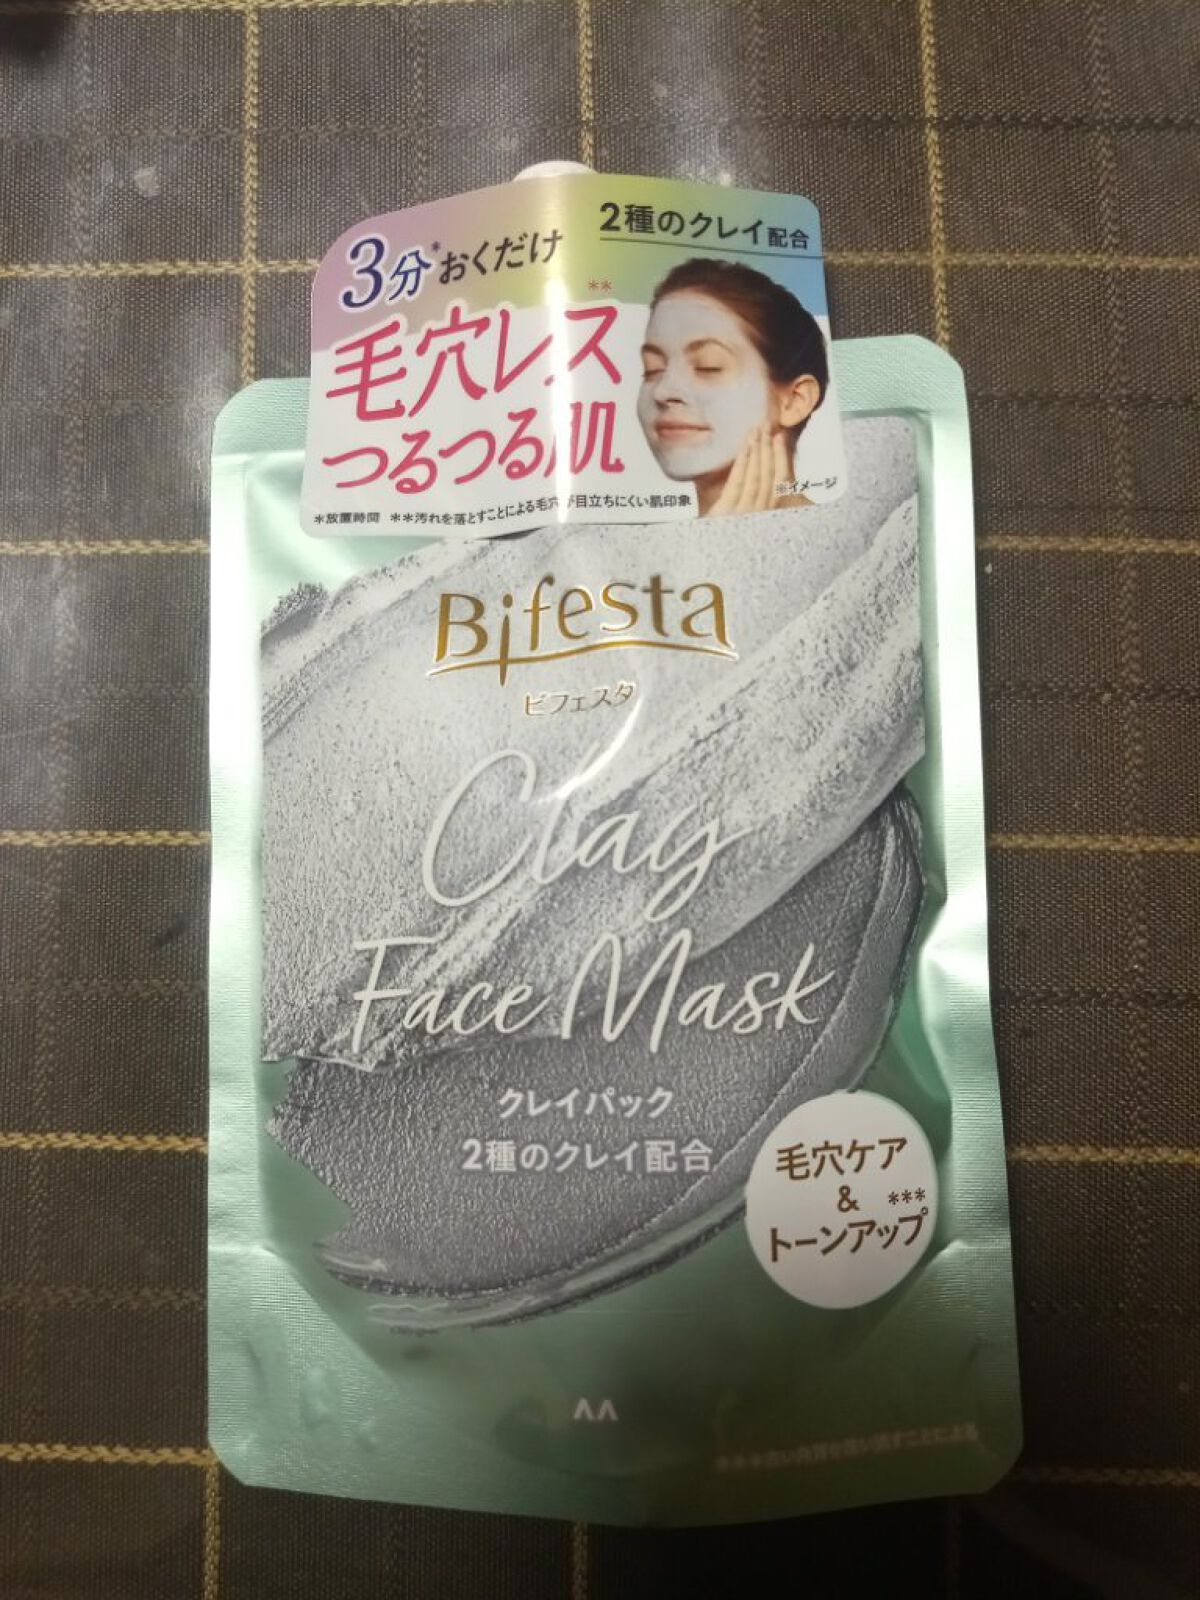 2種のクレイ配合
3分*おくだけ
毛穴レス**
つるつる肌
※イメージ
*放置時間 **汚れを落とすことによる毛穴が目立ちにくい肌印象
Bifesta
ビフェスタ
Clay
Face Mask
クレイパック
2種のクレイ配合
毛穴ケア
&
トーンアップ***